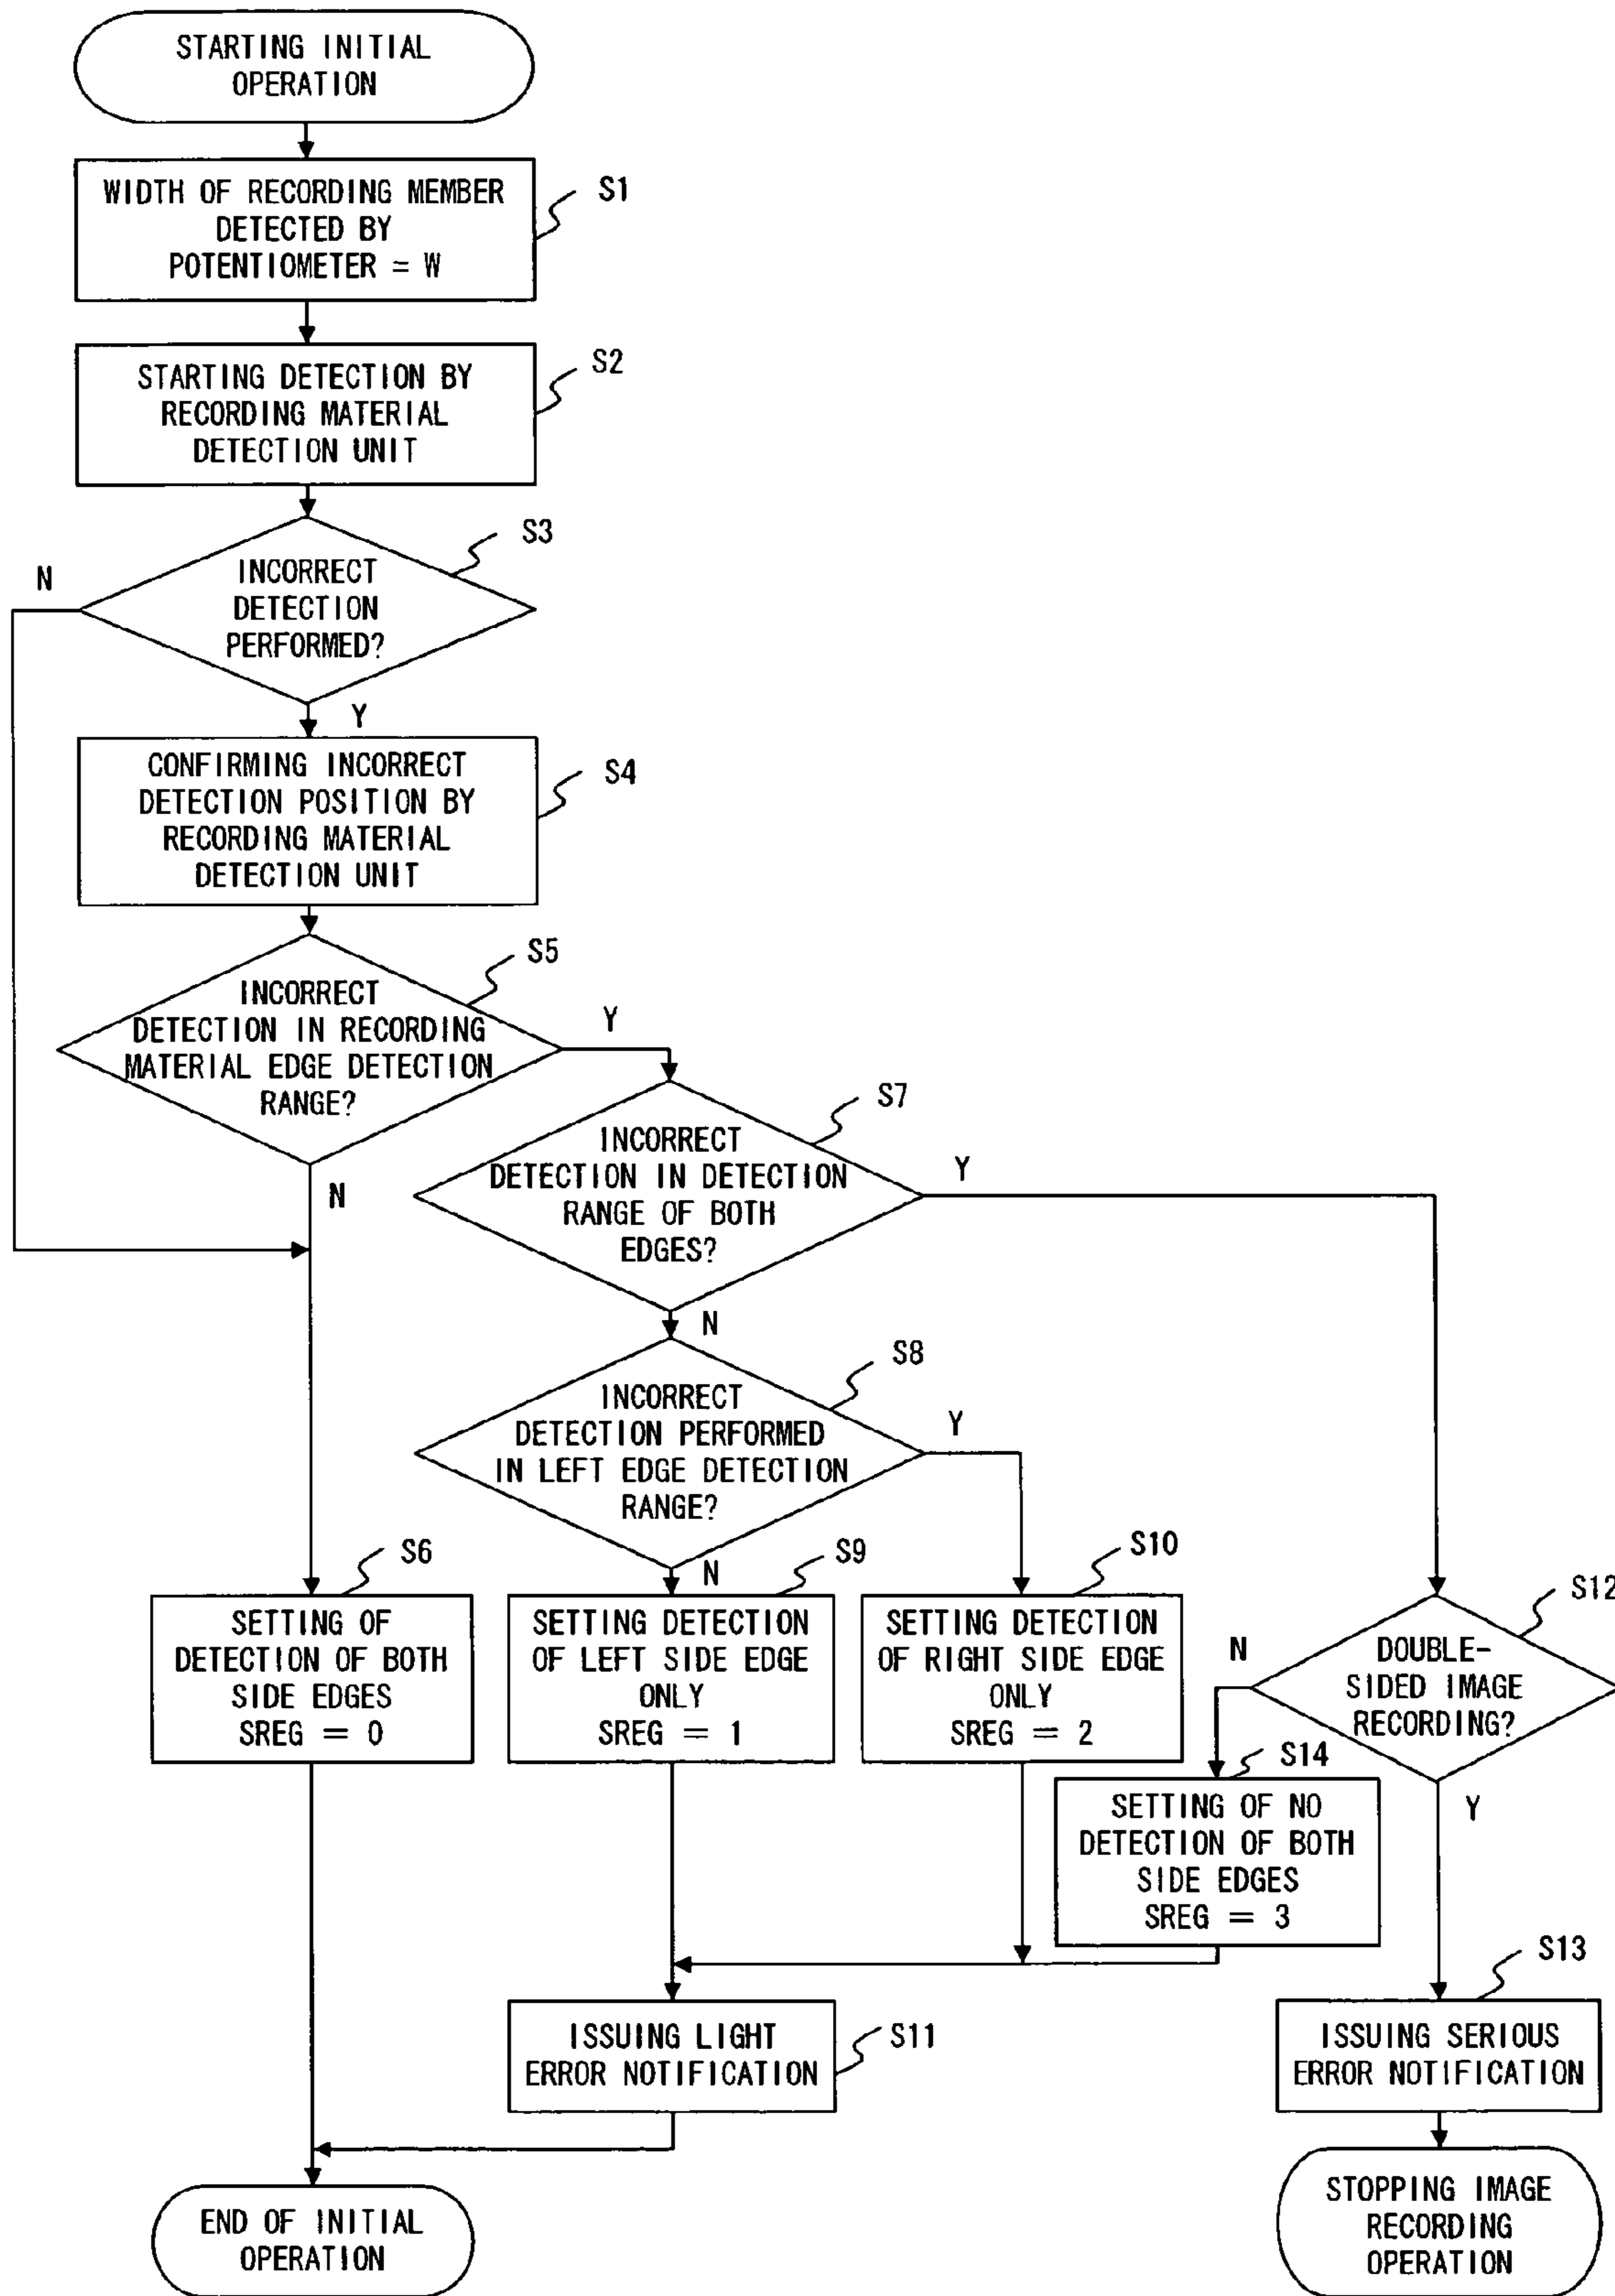 STARTING INITIAL
OPERATION
WIDTH OF RECORDING MEMBER
DETECTED BY
POTENTIOMETER = W
S1
STARTING DETECTION BY
RECORDING MATERIAL
DETECTION UNIT
S2
INCORRECT
DETECTION
PERFORMED?
S3
N
Y
CONFIRMING INCORRECT
DETECTION POSITION BY
RECORDING MATERIAL
DETECTION UNIT
S4
INCORRECT
DETECTION IN RECORDING
MATERIAL EDGE DETECTION
RANGE?
S5
Y
N
INCORRECT
DETECTION IN DETECTION
RANGE OF BOTH
EDGES?
S7
Y
N
INCORRECT
DETECTION PERFORMED
IN LEFT EDGE DETECTION
RANGE?
S8
Y
N
SETTING OF
DETECTION OF BOTH
SIDE EDGES
SREG = 0
S6
SETTING DETECTION
OF LEFT SIDE EDGE
ONLY
SREG = 1
S9
SETTING DETECTION
OF RIGHT SIDE EDGE
ONLY
SREG = 2
S10
DOUBLE-
SIDED IMAGE
RECORDING?
S12
N
Y
SETTING OF NO
DETECTION OF BOTH
SIDE EDGES
SREG = 3
S14
ISSUING LIGHT
ERROR NOTIFICATION
S11
ISSUING SERIOUS
ERROR NOTIFICATION
S13
END OF INITIAL
OPERATION
STOPPING IMAGE
RECORDING
OPERATION